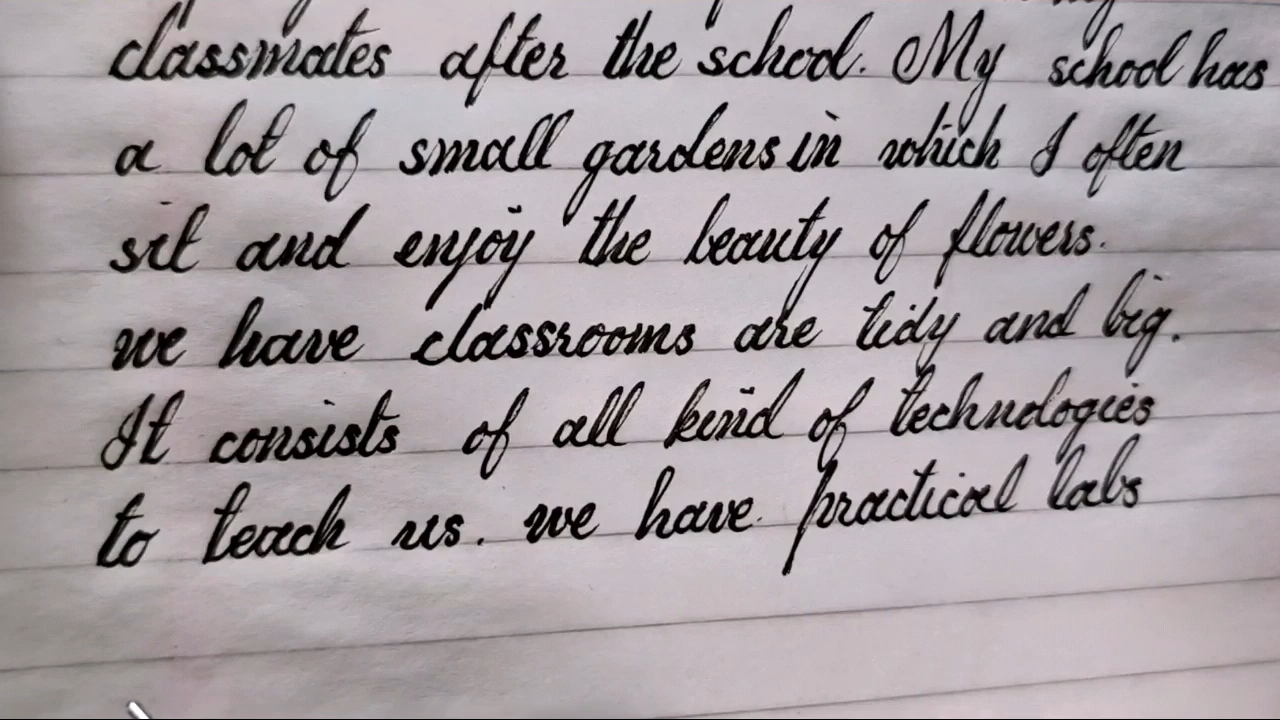 classmates after the school. My school has
a lot of small gardens in which I often
sit and enjoy the beauty of flowers.
we have classrooms are tidy and big.
It consists of all kind of technologies
to teach us. we have practical labs